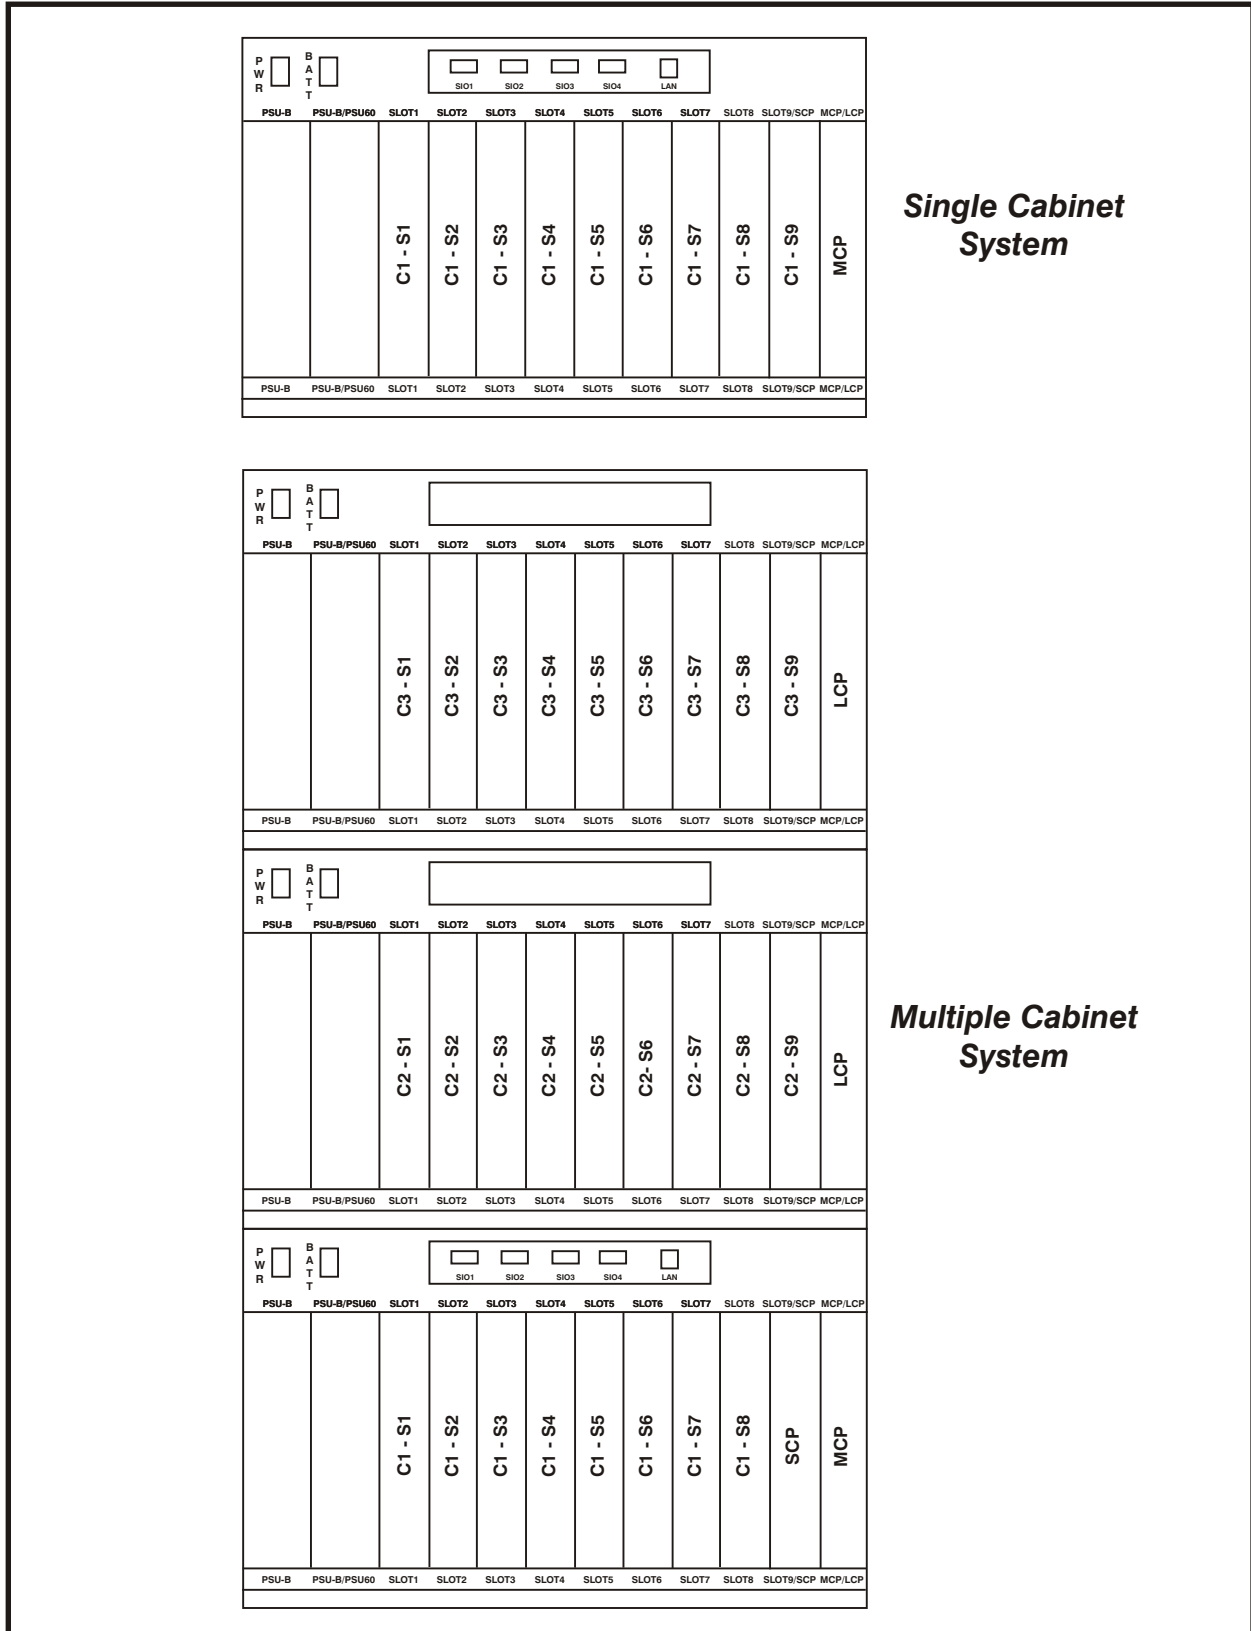 P
W
R
B
A
T
T
SIO1 SIO2 SIO3 SIO4 LAN
PSU-B PSU-B/PSU60 SLOT1 SLOT2 SLOT3 SLOT4 SLOT5 SLOT6 SLOT7 SLOT8 SLOT9/SCP MCP/LCP
C1 - S1
C1 - S2
C1 - S3
C1 - S4
C1 - S5
C1 - S6
C1 - S7
C1 - S8
C1 - S9
MCP
PSU-B PSU-B/PSU60 SLOT1 SLOT2 SLOT3 SLOT4 SLOT5 SLOT6 SLOT7 SLOT8 SLOT9/SCP MCP/LCP
Single Cabinet
System
P
W
R
B
A
T
T
PSU-B PSU-B/PSU60 SLOT1 SLOT2 SLOT3 SLOT4 SLOT5 SLOT6 SLOT7 SLOT8 SLOT9/SCP MCP/LCP
C3 - S1
C3 - S2
C3 - S3
C3 - S4
C3 - S5
C3 - S6
C3 - S7
C3 - S8
C3 - S9
LCP
PSU-B PSU-B/PSU60 SLOT1 SLOT2 SLOT3 SLOT4 SLOT5 SLOT6 SLOT7 SLOT8 SLOT9/SCP MCP/LCP
P
W
R
B
A
T
T
PSU-B PSU-B/PSU60 SLOT1 SLOT2 SLOT3 SLOT4 SLOT5 SLOT6 SLOT7 SLOT8 SLOT9/SCP MCP/LCP
C2 - S1
C2 - S2
C2 - S3
C2 - S4
C2 - S5
C2- S6
C2 - S7
C2 - S8
C2 - S9
LCP
PSU-B PSU-B/PSU60 SLOT1 SLOT2 SLOT3 SLOT4 SLOT5 SLOT6 SLOT7 SLOT8 SLOT9/SCP MCP/LCP
Multiple Cabinet
System
P
W
R
B
A
T
T
SIO1 SIO2 SIO3 SIO4 LAN
PSU-B PSU-B/PSU60 SLOT1 SLOT2 SLOT3 SLOT4 SLOT5 SLOT6 SLOT7 SLOT8 SLOT9/SCP MCP/LCP
C1 - S1
C1 - S2
C1 - S3
C1 - S4
C1 - S5
C1 - S6
C1 - S7
C1 - S8
SCP
MCP
PSU-B PSU-B/PSU60 SLOT1 SLOT2 SLOT3 SLOT4 SLOT5 SLOT6 SLOT7 SLOT8 SLOT9/SCP MCP/LCP